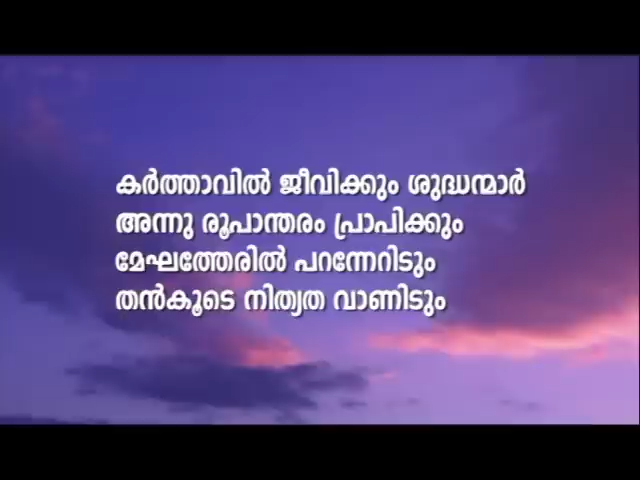 കർത്താവിൽ ജീവിക്കും ശുദ്ധന്മാർ
അന്നു രൂപാന്തരം പ്രാപിക്കും
മേഘത്തേരിൽ പറന്നേറിടും
തൻകൂടെ നിത്യത വാണിടും